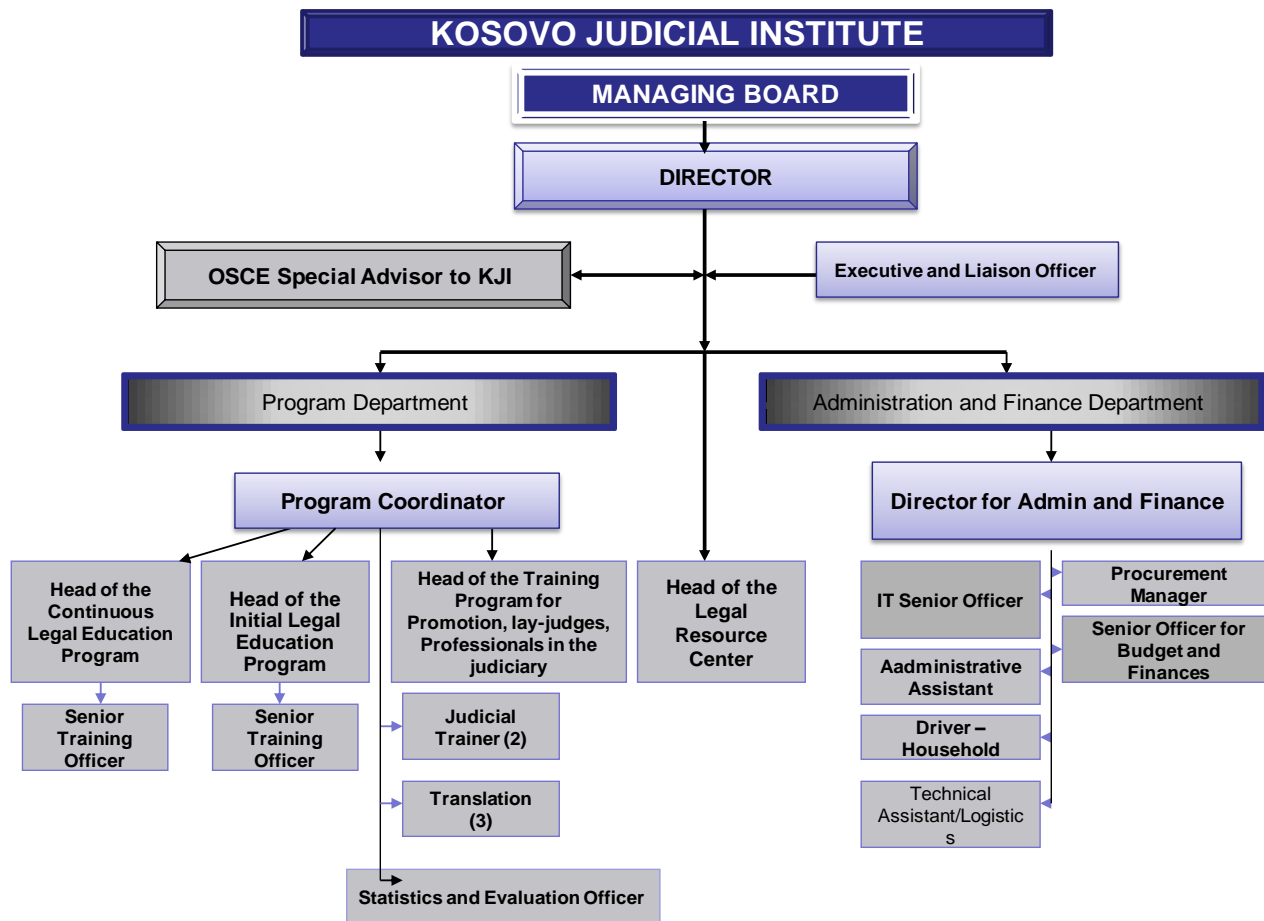 KOSOVO JUDICIAL INSTITUTE
MANAGING BOARD
DIRECTOR
OSCE Special Advisor to KJI
Executive and Liaison Officer
Program Department
Administration and Finance Department
Program Coordinator
Director for Admin and Finance
Head of the
Continuous
Legal Education
Program
Head of the
Initial Legal
Education
Program
Head of the Training
Program for
Promotion, lay-judges,
Professionals in the
judiciary
Head of the
Legal
Resource
Center
IT Senior Officer
Procurement
Manager
Senior Officer for
Budget and
Finances
Aadministrative
Assistant
Senior
Training
Officer
Senior
Training
Officer
Judicial
Trainer (2)
Driver –
Household
Translation
(3)
Technical
Assistant/Logistic
s
Statistics and Evaluation Officer